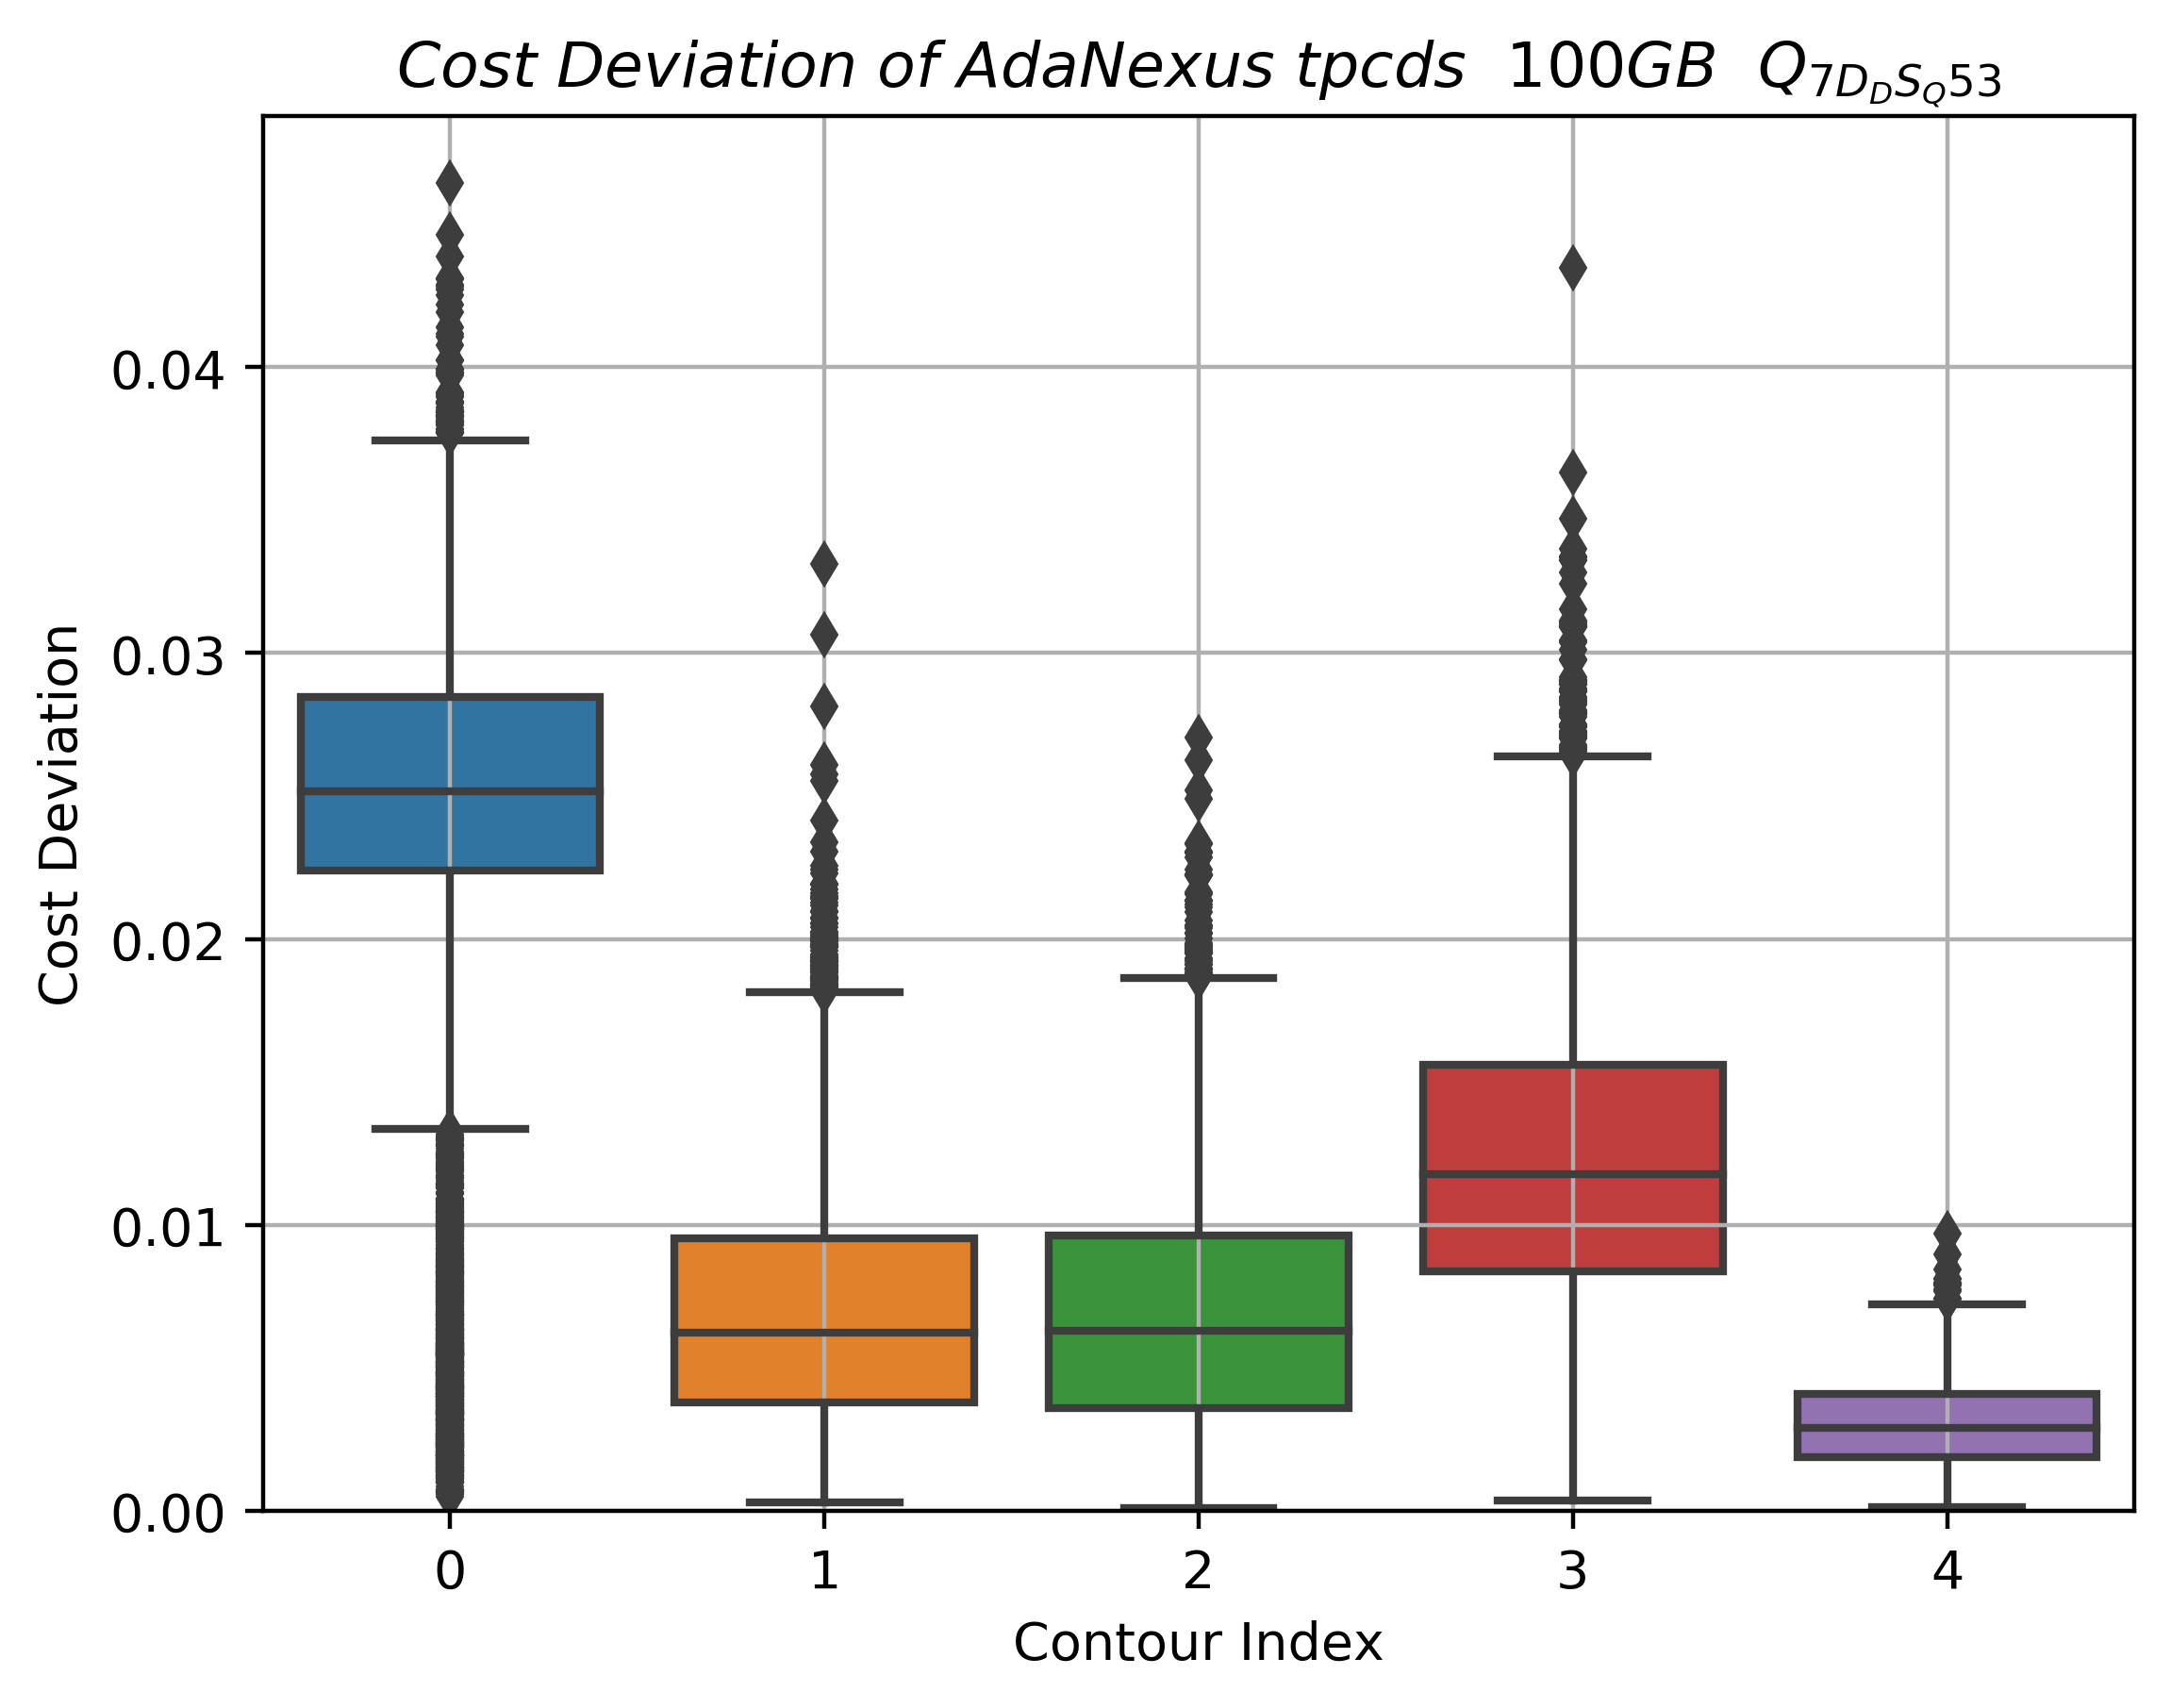 Cost Deviation of AdaNexus tpcds 100GB Q7DDSQ53
Cost Deviation
0.04
0.03
0.02
0.01
0.00
0 1 2 3 4
Contour Index